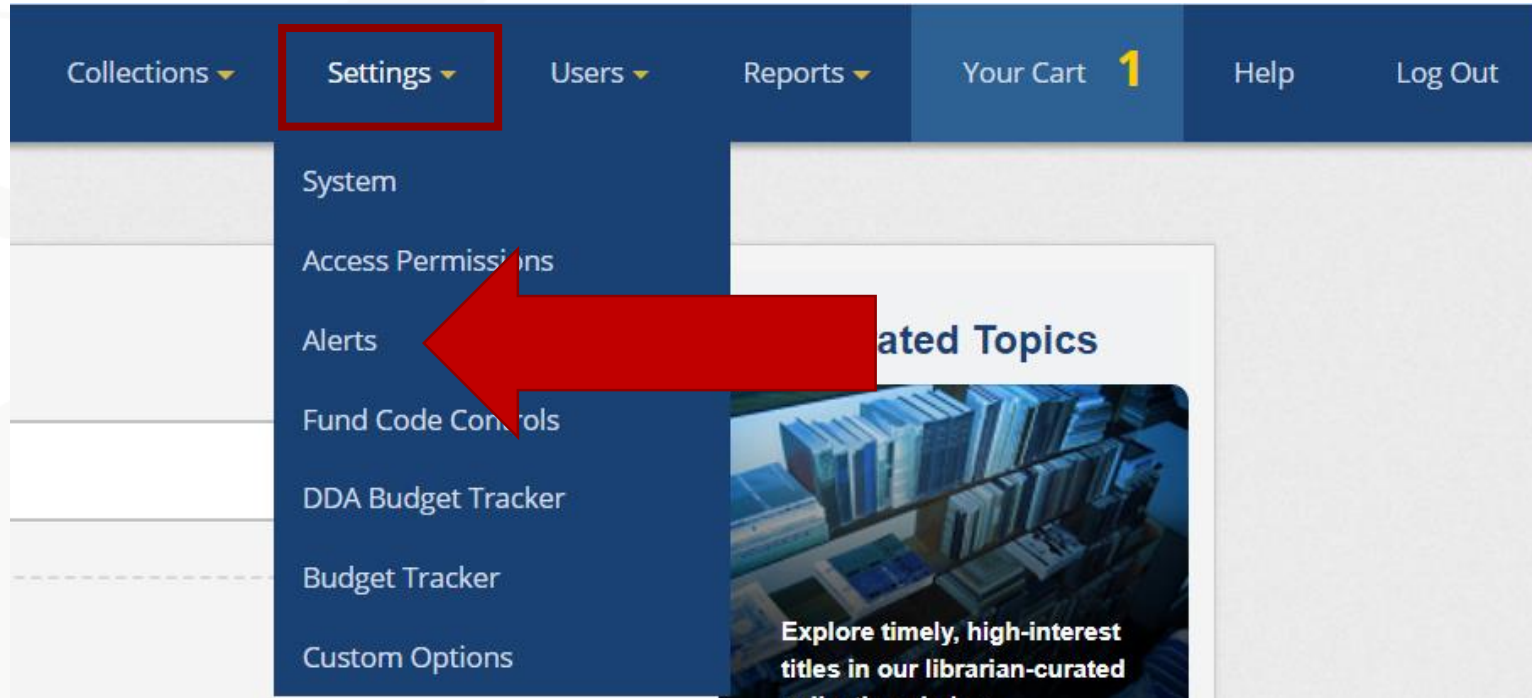 Collections Settings Users Reports Your Cart 1 Help Log Out
System
Access Permissions
Alerts
Fund Code Controls
DDA Budget Tracker
Budget Tracker
Custom Options
ated Topics
Explore timely, high-interest
titles in our librarian-curated